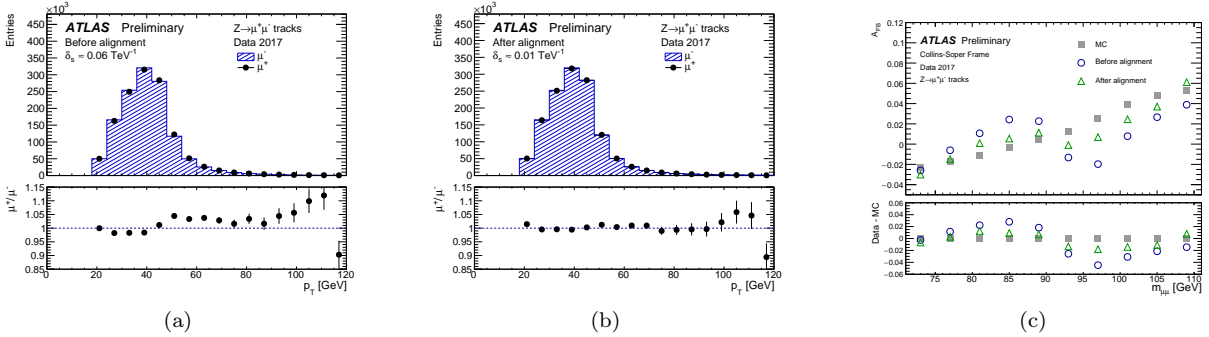 ×10³
Entries
ATLAS Preliminary
Before alignment
δₛ ≈ 0.06 TeV⁻¹
Z→μ⁺μ⁻ tracks
Data 2017
μ⁻
μ⁺
450
400
350
300
250
200
150
100
50
0
μ⁺/μ⁻
1.15
1.1
1.05
1
0.95
0.9
0.85
0 20 40 60 80 100 120
p_T [GeV]
(a)
×10³
Entries
ATLAS Preliminary
After alignment
δₛ ≈ 0.01 TeV⁻¹
Z→μ⁺μ⁻ tracks
Data 2017
μ⁻
μ⁺
450
400
350
300
250
200
150
100
50
0
μ⁺/μ⁻
1.15
1.1
1.05
1
0.95
0.9
0.85
0 20 40 60 80 100 120
p_T [GeV]
(b)
A_FB
ATLAS Preliminary
Collins-Soper Frame
Data 2017
Z→μ⁺μ⁻ tracks
MC
Before alignment
After alignment
0.12
0.1
0.08
0.06
0.04
0.02
0
−0.02
−0.04
Data - MC
0.06
0.04
0.02
0
−0.02
−0.04
−0.06
75 80 85 90 95 100 105 110
m_μμ [GeV]
(c)